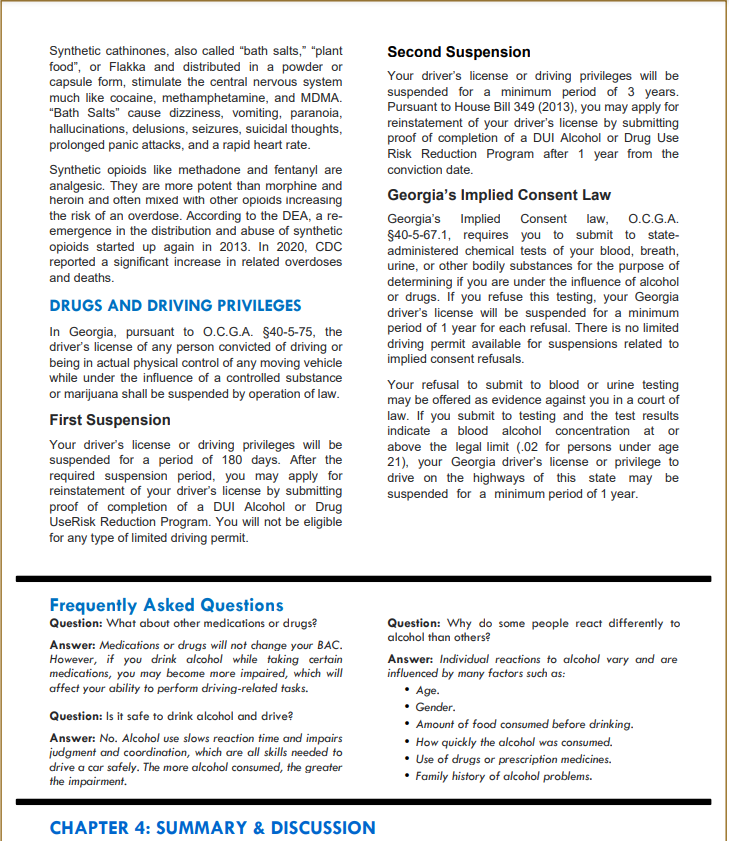 Synthetic cathinones, also called “bath salts,” “plant
food”, or Flakka and distributed in a powder or
capsule form, stimulate the central nervous system
much like cocaine, methamphetamine, and MDMA.
“Bath Salts” cause dizziness, vomiting, paranoia,
hallucinations, delusions, seizures, suicidal thoughts,
prolonged panic attacks, and a rapid heart rate.
Synthetic opioids like methadone and fentanyl are
analgesic. They are more potent than morphine and
heroin and often mixed with other opioids increasing
the risk of an overdose. According to the DEA, a re-
emergence in the distribution and abuse of synthetic
opioids started up again in 2013. In 2020, CDC
reported a significant increase in related overdoses
and deaths.
DRUGS AND DRIVING PRIVILEGES
In Georgia, pursuant to O.C.G.A. §40-5-75, the
driver’s license of any person convicted of driving or
being in actual physical control of any moving vehicle
while under the influence of a controlled substance
or marijuana shall be suspended by operation of law.
First Suspension
Your driver’s license or driving privileges will be
suspended for a period of 180 days. After the
required suspension period, you may apply for
reinstatement of your driver’s license by submitting
proof of completion of a DUI Alcohol or Drug
UseRisk Reduction Program. You will not be eligible
for any type of limited driving permit.
Second Suspension
Your driver’s license or driving privileges will be
suspended for a minimum period of 3 years.
Pursuant to House Bill 349 (2013), you may apply for
reinstatement of your driver’s license by submitting
proof of completion of a DUI Alcohol or Drug Use
Risk Reduction Program after 1 year from the
conviction date.
Georgia’s Implied Consent Law
Georgia’s Implied Consent law, O.C.G.A.
§40-5-67.1, requires you to submit to state-
administered chemical tests of your blood, breath,
urine, or other bodily substances for the purpose of
determining if you are under the influence of alcohol
or drugs. If you refuse this testing, your Georgia
driver’s license will be suspended for a minimum
period of 1 year for each refusal. There is no limited
driving permit available for suspensions related to
implied consent refusals.
Your refusal to submit to blood or urine testing
may be offered as evidence against you in a court of
law. If you submit to testing and the test results
indicate a blood alcohol concentration at or
above the legal limit (.02 for persons under age
21), your Georgia driver’s license or privilege to
drive on the highways of this state may be
suspended for a minimum period of 1 year.
Frequently Asked Questions
Question: What about other medications or drugs?
Answer: Medications or drugs will not change your BAC.
However, if you drink alcohol while taking certain
medications, you may become more impaired, which will
affect your ability to perform driving-related tasks.
Question: Is it safe to drink alcohol and drive?
Answer: No. Alcohol use slows reaction time and impairs
judgment and coordination, which are all skills needed to
drive a car safely. The more alcohol consumed, the greater
the impairment.
Question: Why do some people react differently to
alcohol than others?
Answer: Individual reactions to alcohol vary and are
influenced by many factors such as:
• Age.
• Gender.
• Amount of food consumed before drinking.
• How quickly the alcohol was consumed.
• Use of drugs or prescription medicines.
• Family history of alcohol problems.
CHAPTER 4: SUMMARY & DISCUSSION